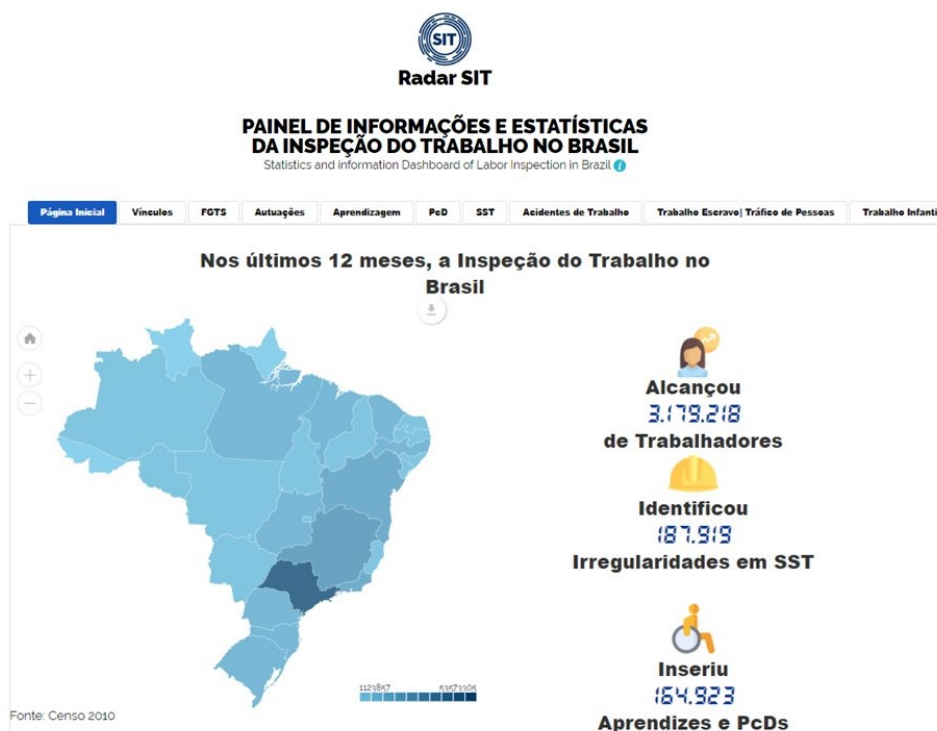 SIT
Radar SIT
PAINEL DE INFORMAÇÕES E ESTATÍSTICAS
DA INSPEÇÃO DO TRABALHO NO BRASIL
Statistics and information Dashboard of Labor Inspection in Brazil i
Página Inicial Vínculos FGTS Autuações Aprendizagem PcD SST Acidentes de Trabalho Trabalho Escravo| Tráfico de Pessoas Trabalho Infanti
Nos últimos 12 meses, a Inspeção do Trabalho no
Brasil
Alcançou
3.179.218
de Trabalhadores
Identificou
187.919
Irregularidades em SST
Inseriu
164.923
Aprendizes e PcDs
Fonte: Censo 2010